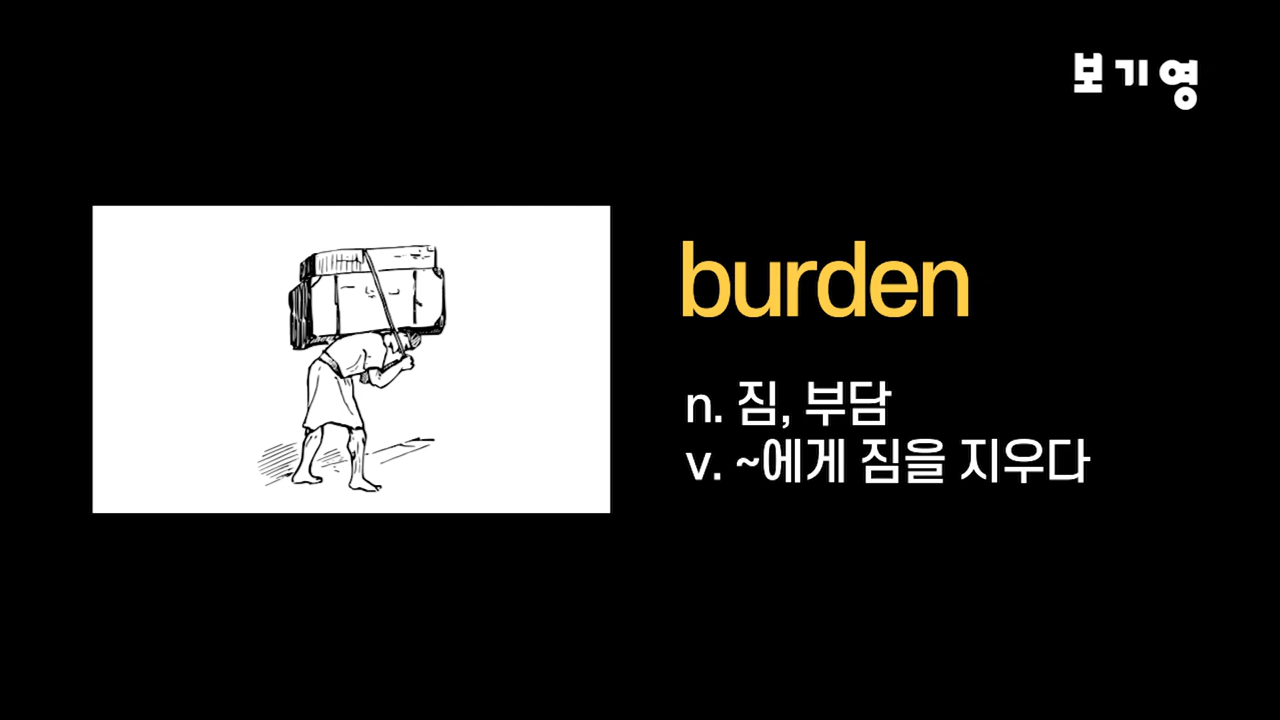 보기영
burden
n. 짐, 부담
v. ~에게 짐을 지우다